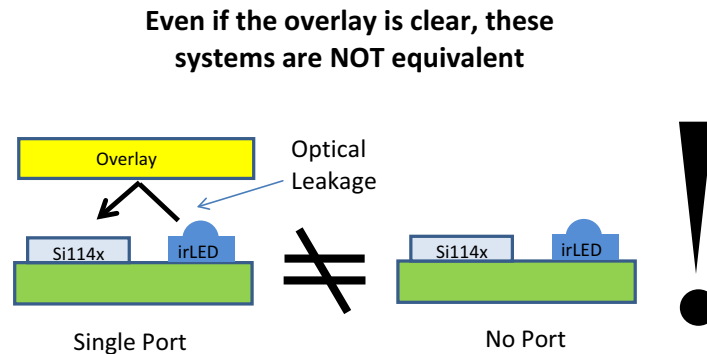 Even if the overlay is clear, these
systems are NOT equivalent
Overlay
Optical
Leakage
Si114x
irLED
Si114x
irLED
Single Port
No Port